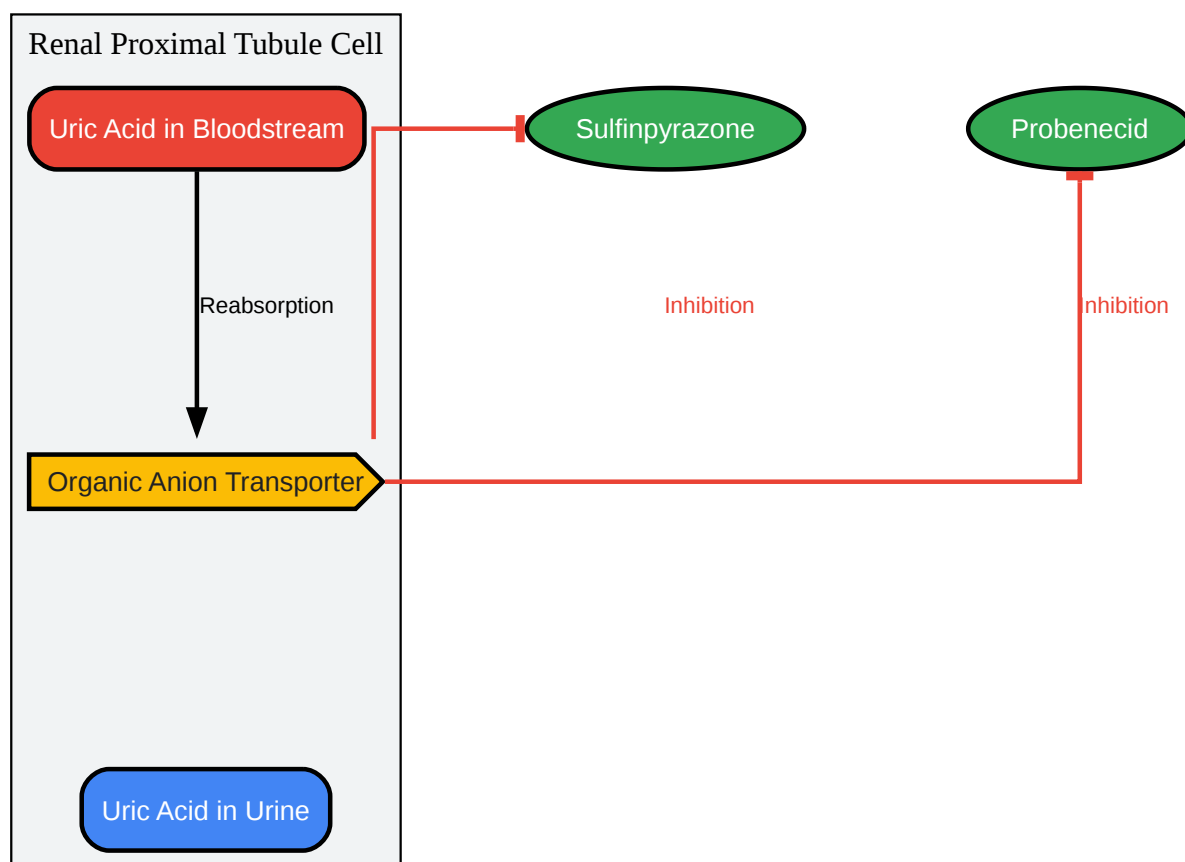 Renal Proximal Tubule Cell
Uric Acid in Bloodstream
Sulfinpyrazone
Probenecid
Reabsorption
Inhibition
Inhibition
Organic Anion Transporter
Uric Acid in Urine